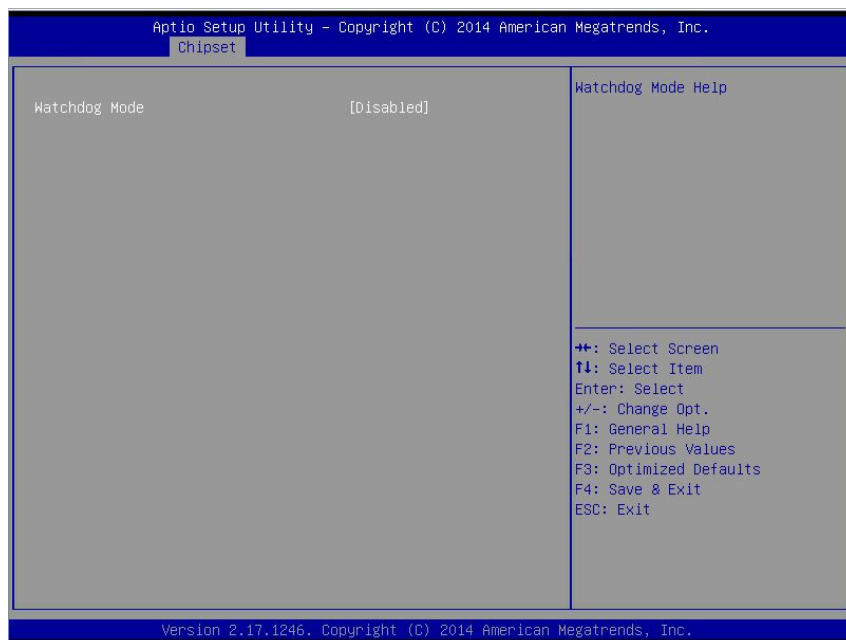 Aptio Setup Utility – Copyright (C) 2014 American Megatrends, Inc.
Chipset
Watchdog Mode [Disabled]
Watchdog Mode Help
→←: Select Screen
↑↓: Select Item
Enter: Select
+/-: Change Opt.
F1: General Help
F2: Previous Values
F3: Optimized Defaults
F4: Save & Exit
ESC: Exit
Version 2.17.1246. Copyright (C) 2014 American Megatrends, Inc.